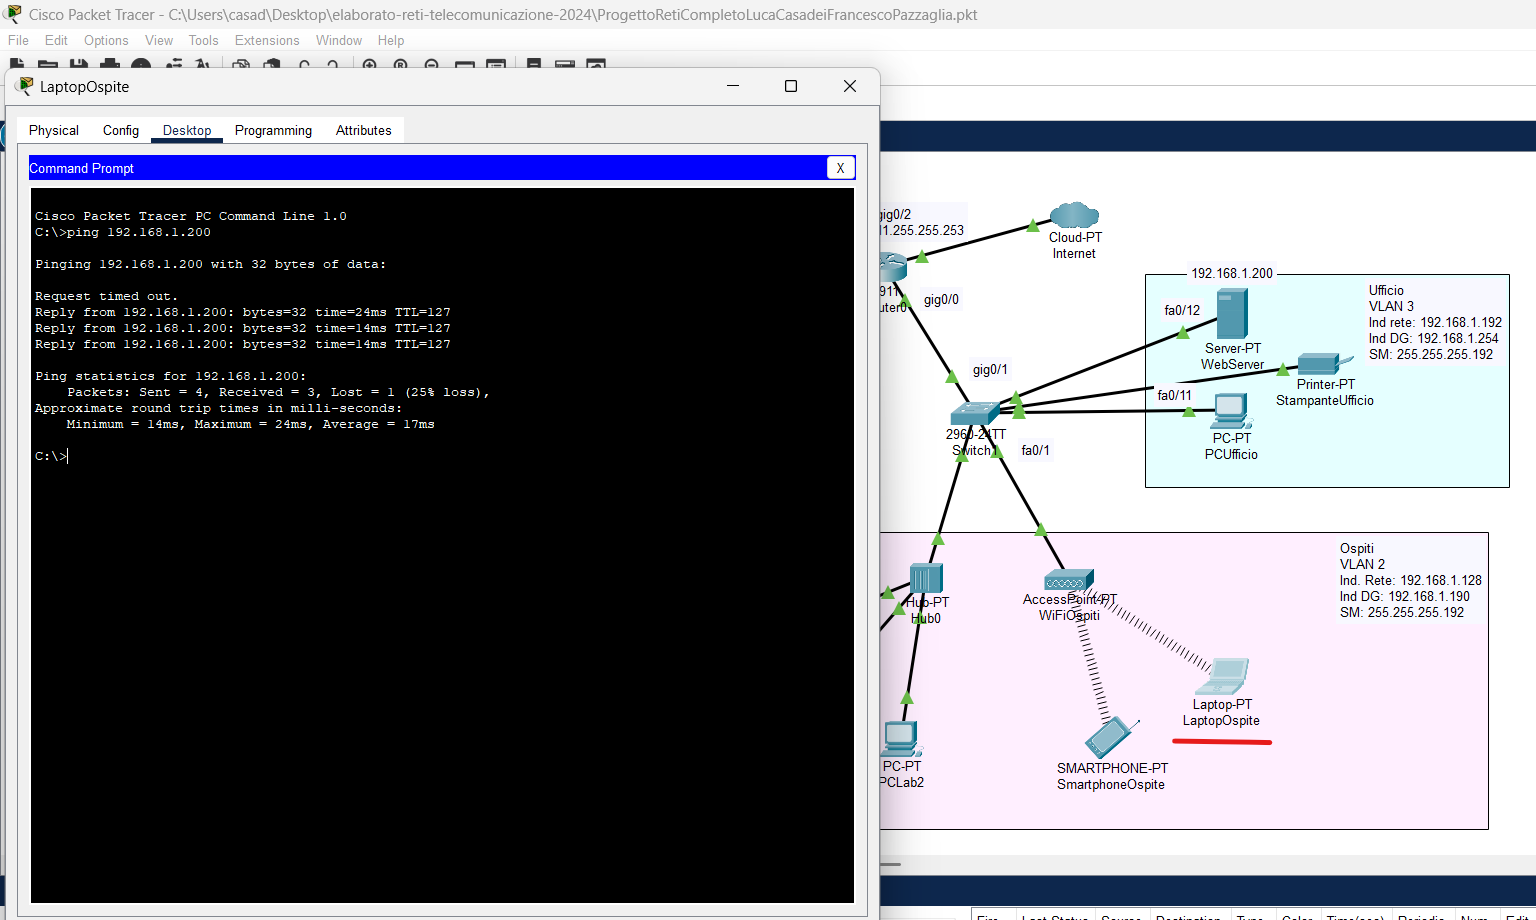 Cisco Packet Tracer - C:\Users\casad\Desktop\elaborato-reti-telecomunicazione-2024\ProgettoRetiCompletoLucaCasadeiFrancescoPazzaglia.pkt
File Edit Options View Tools Extensions Window Help
LaptopOspite
Physical Config Desktop Programming Attributes
Command Prompt
X
Cisco Packet Tracer PC Command Line 1.0
C:\>ping 192.168.1.200
Pinging 192.168.1.200 with 32 bytes of data:
Request timed out.
Reply from 192.168.1.200: bytes=32 time=24ms TTL=127
Reply from 192.168.1.200: bytes=32 time=14ms TTL=127
Reply from 192.168.1.200: bytes=32 time=14ms TTL=127
Ping statistics for 192.168.1.200:
Packets: Sent = 4, Received = 3, Lost = 1 (25% loss),
Approximate round trip times in milli-seconds:
Minimum = 14ms, Maximum = 24ms, Average = 17ms
C:\>
gig0/2
1.255.255.253
Cloud-PT
Internet
911
uter0
gig0/0
gig0/1
2960-24TT
Switch1
fa0/1
192.168.1.200
fa0/12
Server-PT
WebServer
Printer-PT
StampanteUfficio
fa0/11
PC-PT
PCUfficio
Ufficio
VLAN 3
Ind rete: 192.168.1.192
Ind DG: 192.168.1.254
SM: 255.255.255.192
Hub-PT
Hub0
AccessPoint-PT
WiFiOspiti
Ospiti
VLAN 2
Ind. Rete: 192.168.1.128
Ind DG: 192.168.1.190
SM: 255.255.255.192
Laptop-PT
LaptopOspite
PC-PT
PCLab2
SMARTPHONE-PT
SmartphoneOspite
Fire Last Status Source Destination Type Color Time(sec) Periodic Num Edit